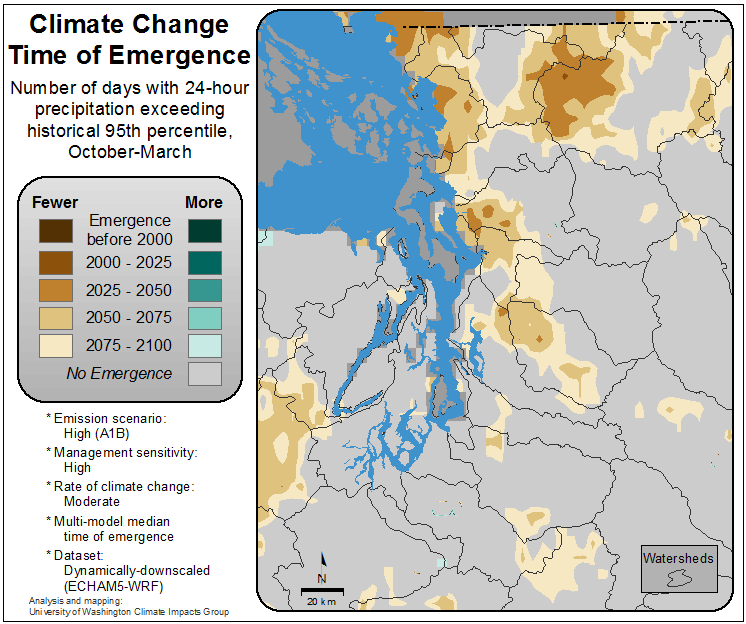 Climate Change
Time of Emergence
Number of days with 24-hour
precipitation exceeding
historical 95th percentile,
October-March
Fewer More
Emergence
before 2000
2000 - 2025
2025 - 2050
2050 - 2075
2075 - 2100
No Emergence
* Emission scenario:
High (A1B)
* Management sensitivity:
High
* Rate of climate change:
Moderate
* Multi-model median
time of emergence
* Dataset:
Dynamically-downscaled
(ECHAM5-WRF)
Analysis and mapping:
University of Washington Climate Impacts Group
N
20 km
Watersheds